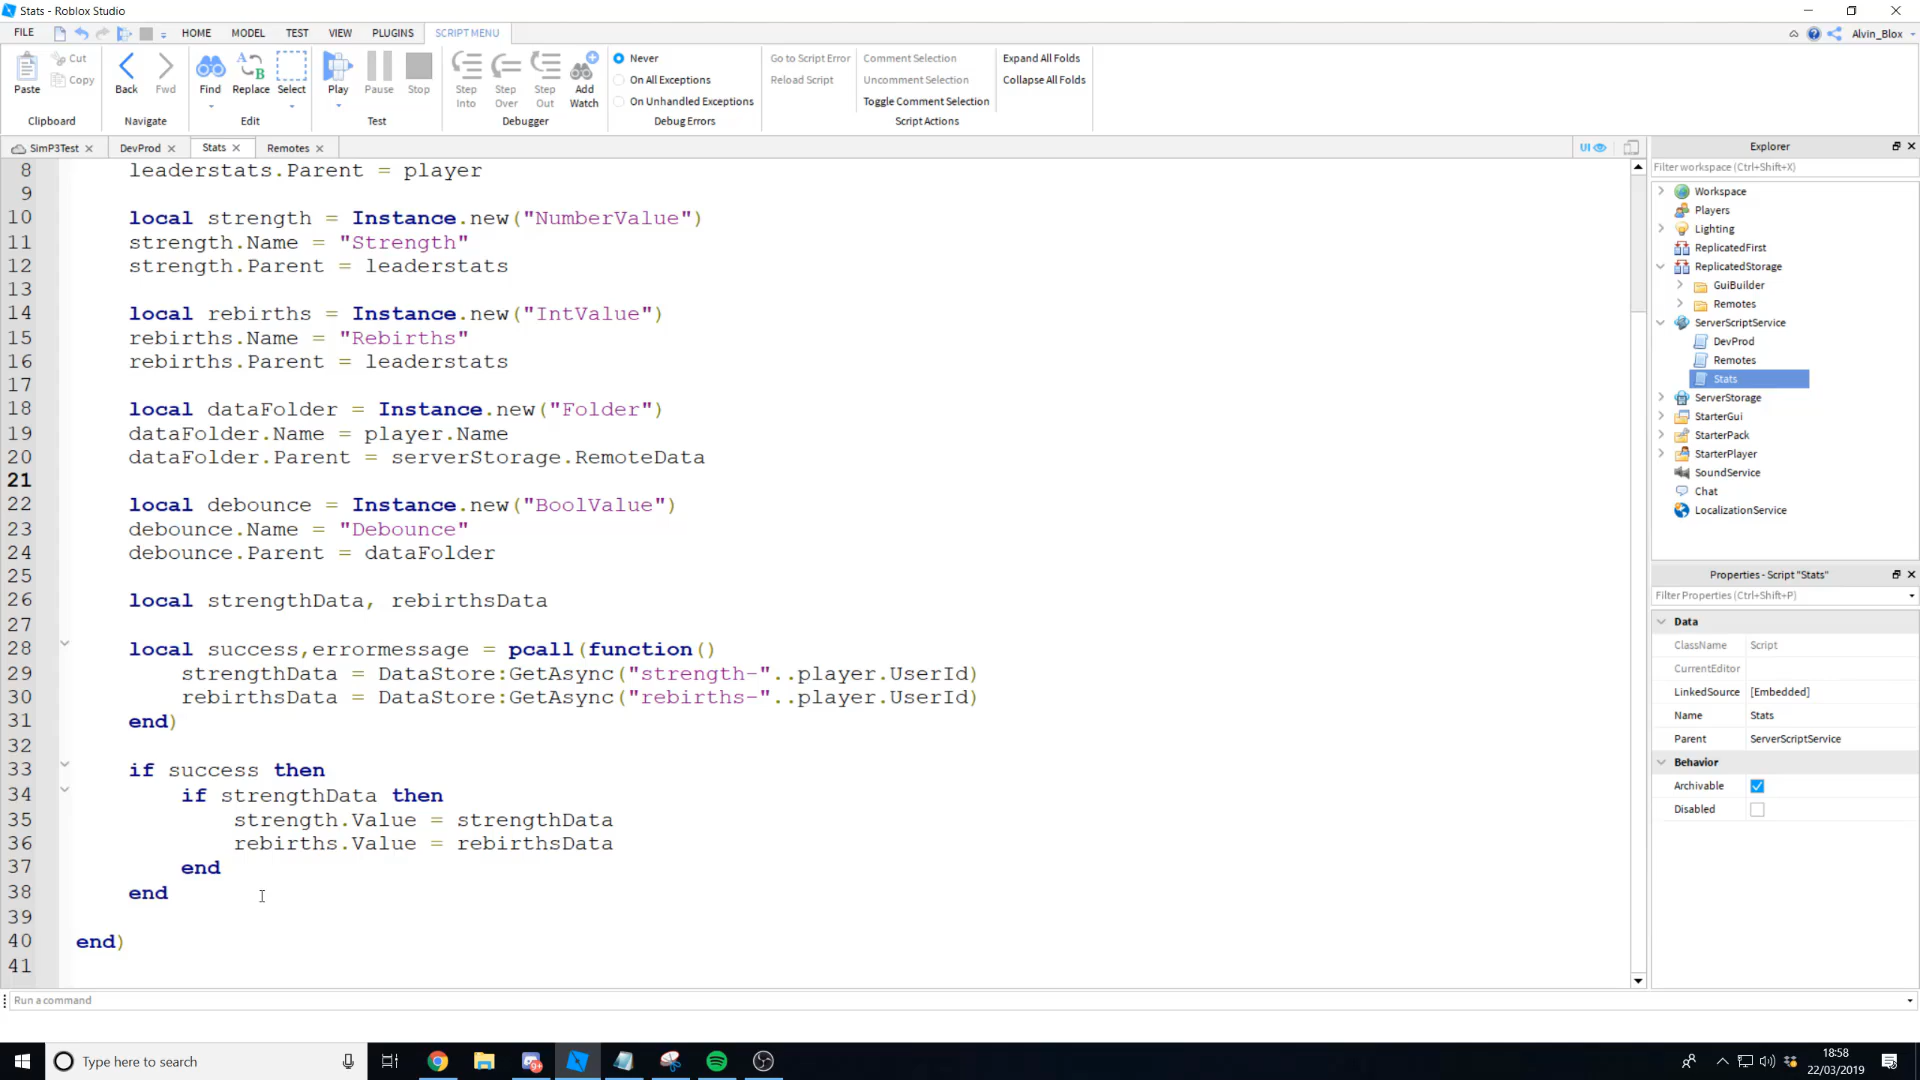 Stats - Roblox Studio
FILE HOME MODEL TEST VIEW PLUGINS SCRIPT MENU Alvin_Blox
Paste Cut Copy Clipboard
Back Fwd Navigate
Find Replace Select Edit
Play Pause Stop Test
Step Into Step Over Step Out Add Watch Debugger
Never
On All Exceptions
On Unhandled Exceptions
Debug Errors
Go to Script Error Comment Selection Expand All Folds
Reload Script Uncomment Selection Collapse All Folds
Toggle Comment Selection
Script Actions
SimP3Test DevProd Stats Remotes UI
8 leaderstats.Parent = player
9
10 local strength = Instance.new("NumberValue")
11 strength.Name = "Strength"
12 strength.Parent = leaderstats
13
14 local rebirths = Instance.new("IntValue")
15 rebirths.Name = "Rebirths"
16 rebirths.Parent = leaderstats
17
18 local dataFolder = Instance.new("Folder")
19 dataFolder.Name = player.Name
20 dataFolder.Parent = serverStorage.RemoteData
21
22 local debounce = Instance.new("BoolValue")
23 debounce.Name = "Debounce"
24 debounce.Parent = dataFolder
25
26 local strengthData, rebirthsData
27
28 local success,errormessage = pcall(function()
29 strengthData = DataStore:GetAsync("strength-"..player.UserId)
30 rebirthsData = DataStore:GetAsync("rebirths-"..player.UserId)
31 end)
32
33 if success then
34 if strengthData then
35 strength.Value = strengthData
36 rebirths.Value = rebirthsData
37 end
38 end
39
40 end)
41
Run a command
Explorer
Filter workspace (Ctrl+Shift+X)
Workspace
Players
Lighting
ReplicatedFirst
ReplicatedStorage
GuiBuilder
Remotes
ServerScriptService
DevProd
Remotes
Stats
ServerStorage
StarterGui
StarterPack
StarterPlayer
SoundService
Chat
LocalizationService
Properties - Script "Stats"
Filter Properties (Ctrl+Shift+P)
Data
ClassName Script
CurrentEditor
LinkedSource [Embedded]
Name Stats
Parent ServerScriptService
Behavior
Archivable
Disabled
Type here to search
18:58
22/03/2019